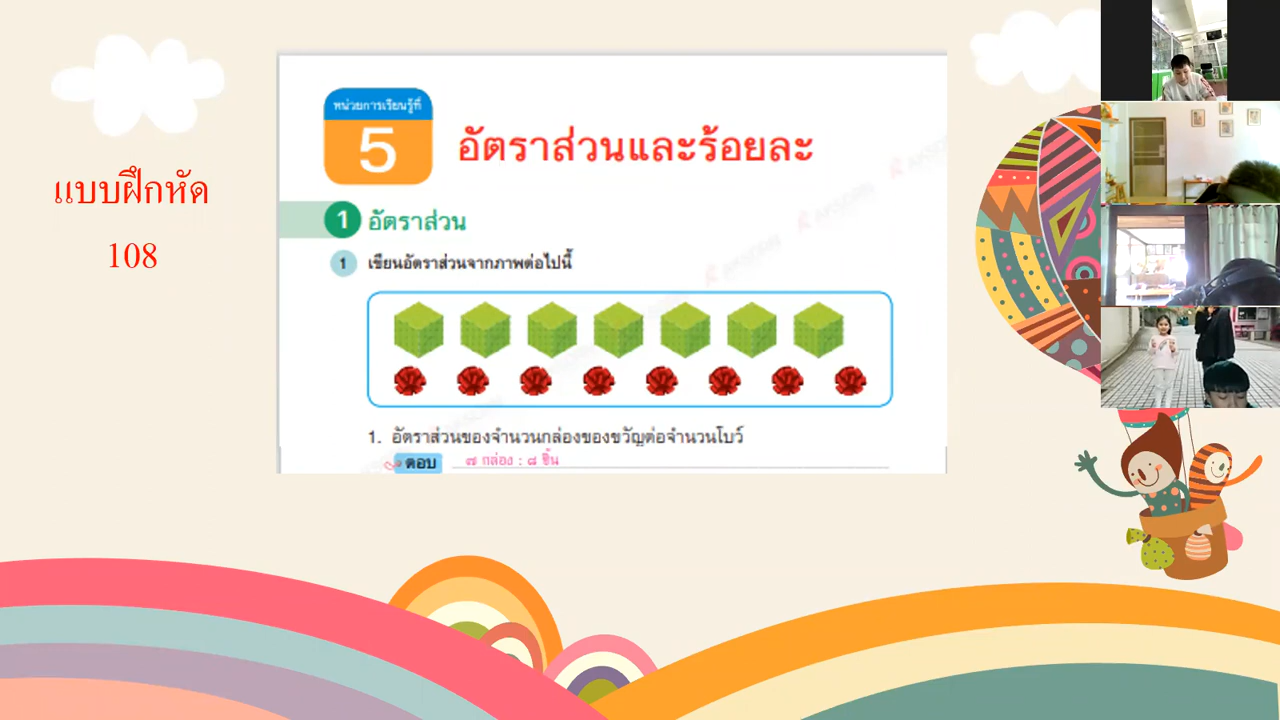 แบบฝึกหัด
108
หน่วยการเรียนรู้ที่
5
อัตราส่วนและร้อยละ
1 อัตราส่วน
1 เขียนอัตราส่วนจากภาพต่อไปนี้
1. อัตราส่วนของจำนวนกล่องของขวัญต่อจำนวนโบว์
ตอบ ๗ กล่อง : ๘ ชิ้น